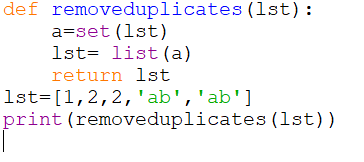 def removeduplicates(lst):
    a=set(lst)
    lst= list(a)
    return lst
lst=[1,2,2,'ab','ab']
print(removeduplicates(lst))